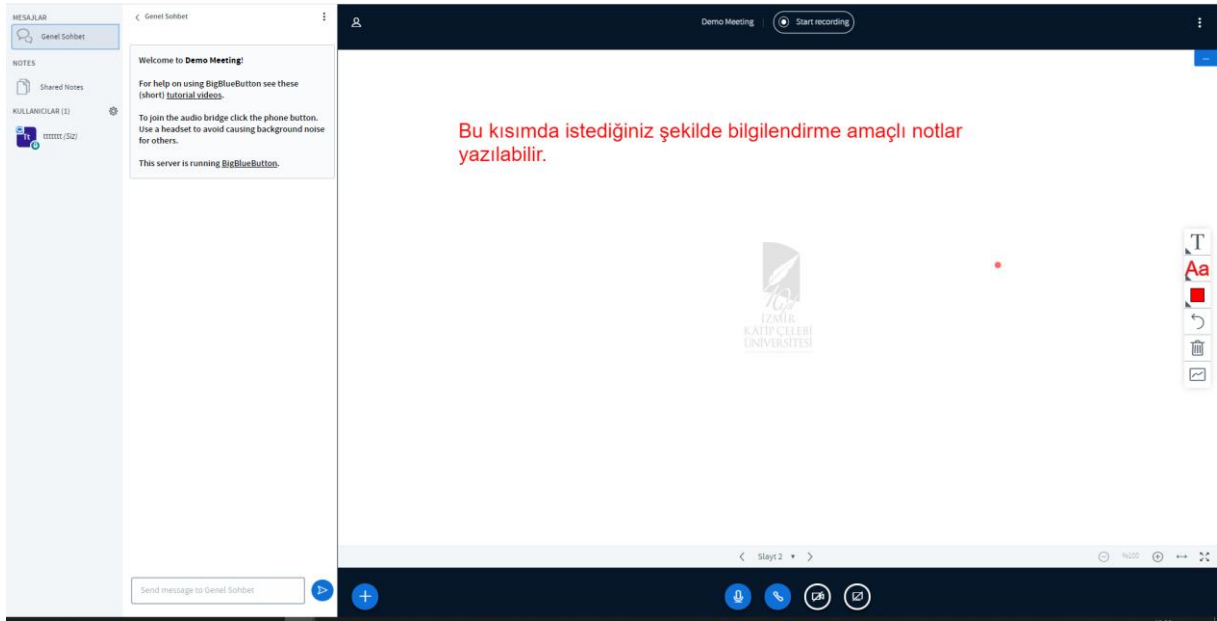 MESAJLAR
Genel Sohbet
NOTES
Shared Notes
KULLANICILAR (1)
Tt
ttttttt (Siz)
Genel Sohbet
Welcome to Demo Meeting!
For help on using BigBlueButton see these
(short) tutorial videos.
To join the audio bridge click the phone button.
Use a headset to avoid causing background noise
for others.
This server is running BigBlueButton.
Send message to Genel Sohbet
Demo Meeting
Start recording
Bu kısımda istediğiniz şekilde bilgilendirme amaçlı notlar
yazılabilir.
İZMİR
KÂTİP ÇELEBİ
ÜNİVERSİTESİ
T
Aa
Slayt 2
%100